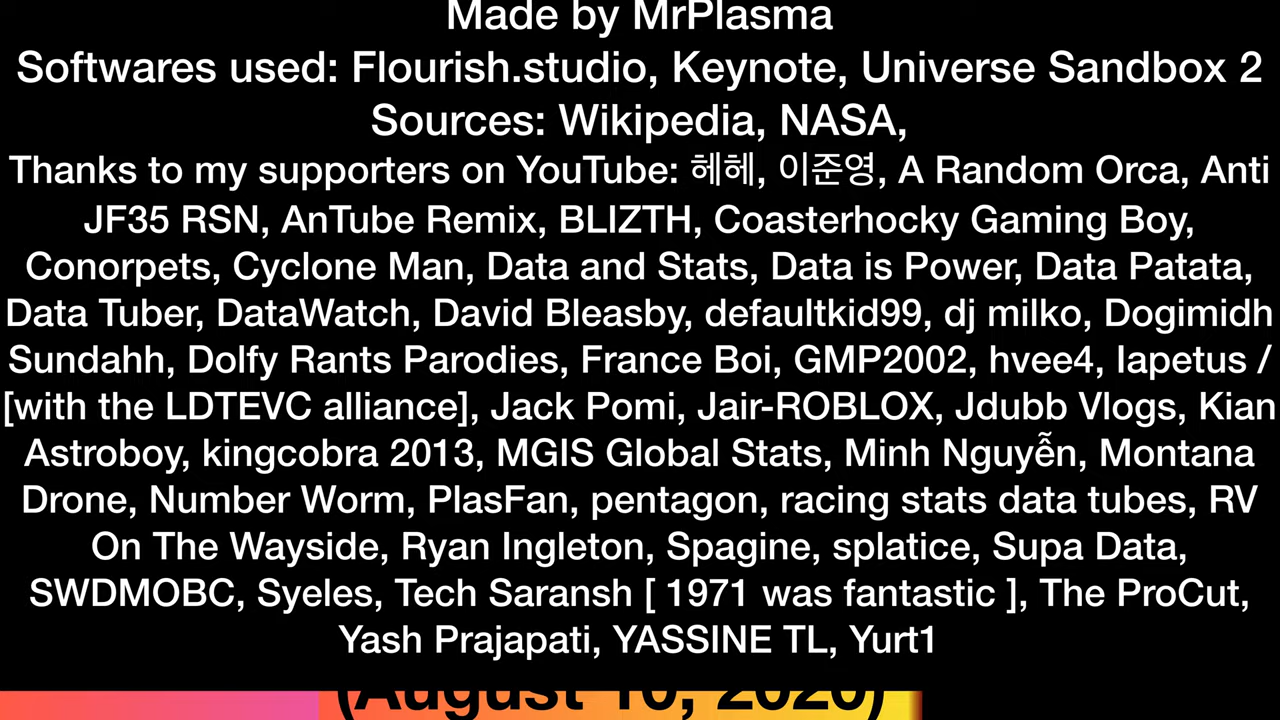 Made by MrPlasma
Softwares used: Flourish.studio, Keynote, Universe Sandbox 2
Sources: Wikipedia, NASA,
Thanks to my supporters on YouTube: 헤헤, 이준영, A Random Orca, Anti
JF35 RSN, AnTube Remix, BLIZTH, Coasterhocky Gaming Boy,
Conorpets, Cyclone Man, Data and Stats, Data is Power, Data Patata,
Data Tuber, DataWatch, David Bleasby, defaultkid99, dj milko, Dogimidh
Sundahh, Dolfy Rants Parodies, France Boi, GMP2002, hvee4, Iapetus /
[with the LDTEVC alliance], Jack Pomi, Jair-ROBLOX, Jdubb Vlogs, Kian
Astroboy, kingcobra 2013, MGIS Global Stats, Minh Nguyễn, Montana
Drone, Number Worm, PlasFan, pentagon, racing stats data tubes, RV
On The Wayside, Ryan Ingleton, Spagine, splatice, Supa Data,
SWDMOBC, Syeles, Tech Saransh [ 1971 was fantastic ], The ProCut,
Yash Prajapati, YASSINE TL, Yurt1
(August 10, 2020)